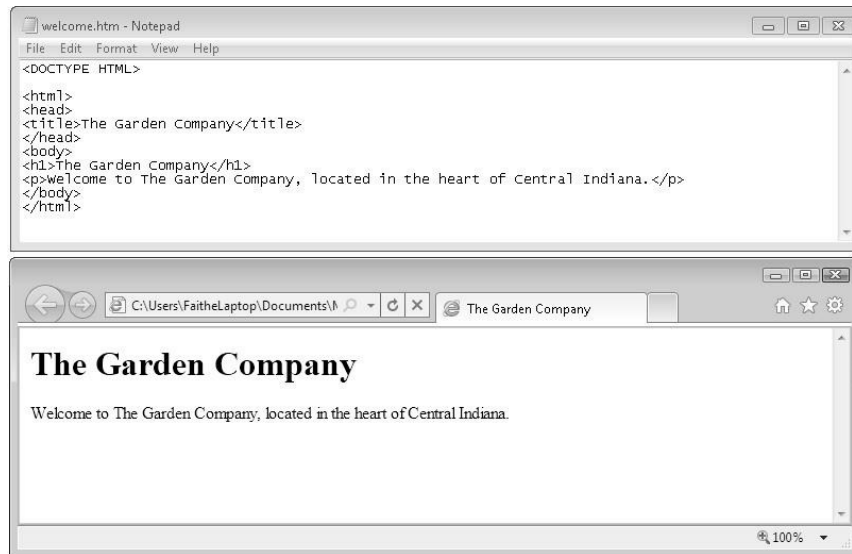 welcome.htm - Notepad
File Edit Format View Help
<DOCTYPE HTML>
<html>
<head>
<title>The Garden Company</title>
</head>
<body>
<h1>The Garden Company</h1>
<p>Welcome to The Garden Company, located in the heart of Central Indiana.</p>
</body>
</html>
C:\Users\FaitheLaptop\Documents\
The Garden Company
The Garden Company
Welcome to The Garden Company, located in the heart of Central Indiana.
100%